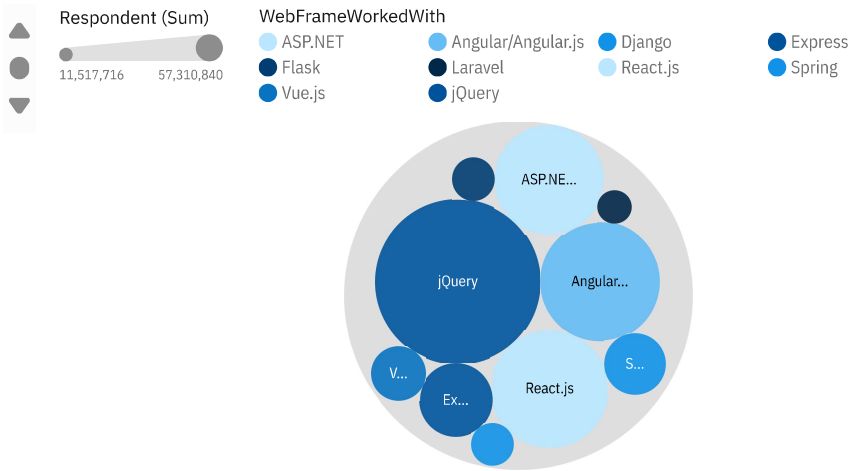 Respondent (Sum)
11,517,716 57,310,840
WebFrameWorkedWith
ASP.NET Angular/Angular.js Django Express
Flask Laravel React.js Spring
Vue.js jQuery
ASP.NE...
jQuery
Angular...
S...
V...
React.js
Ex...